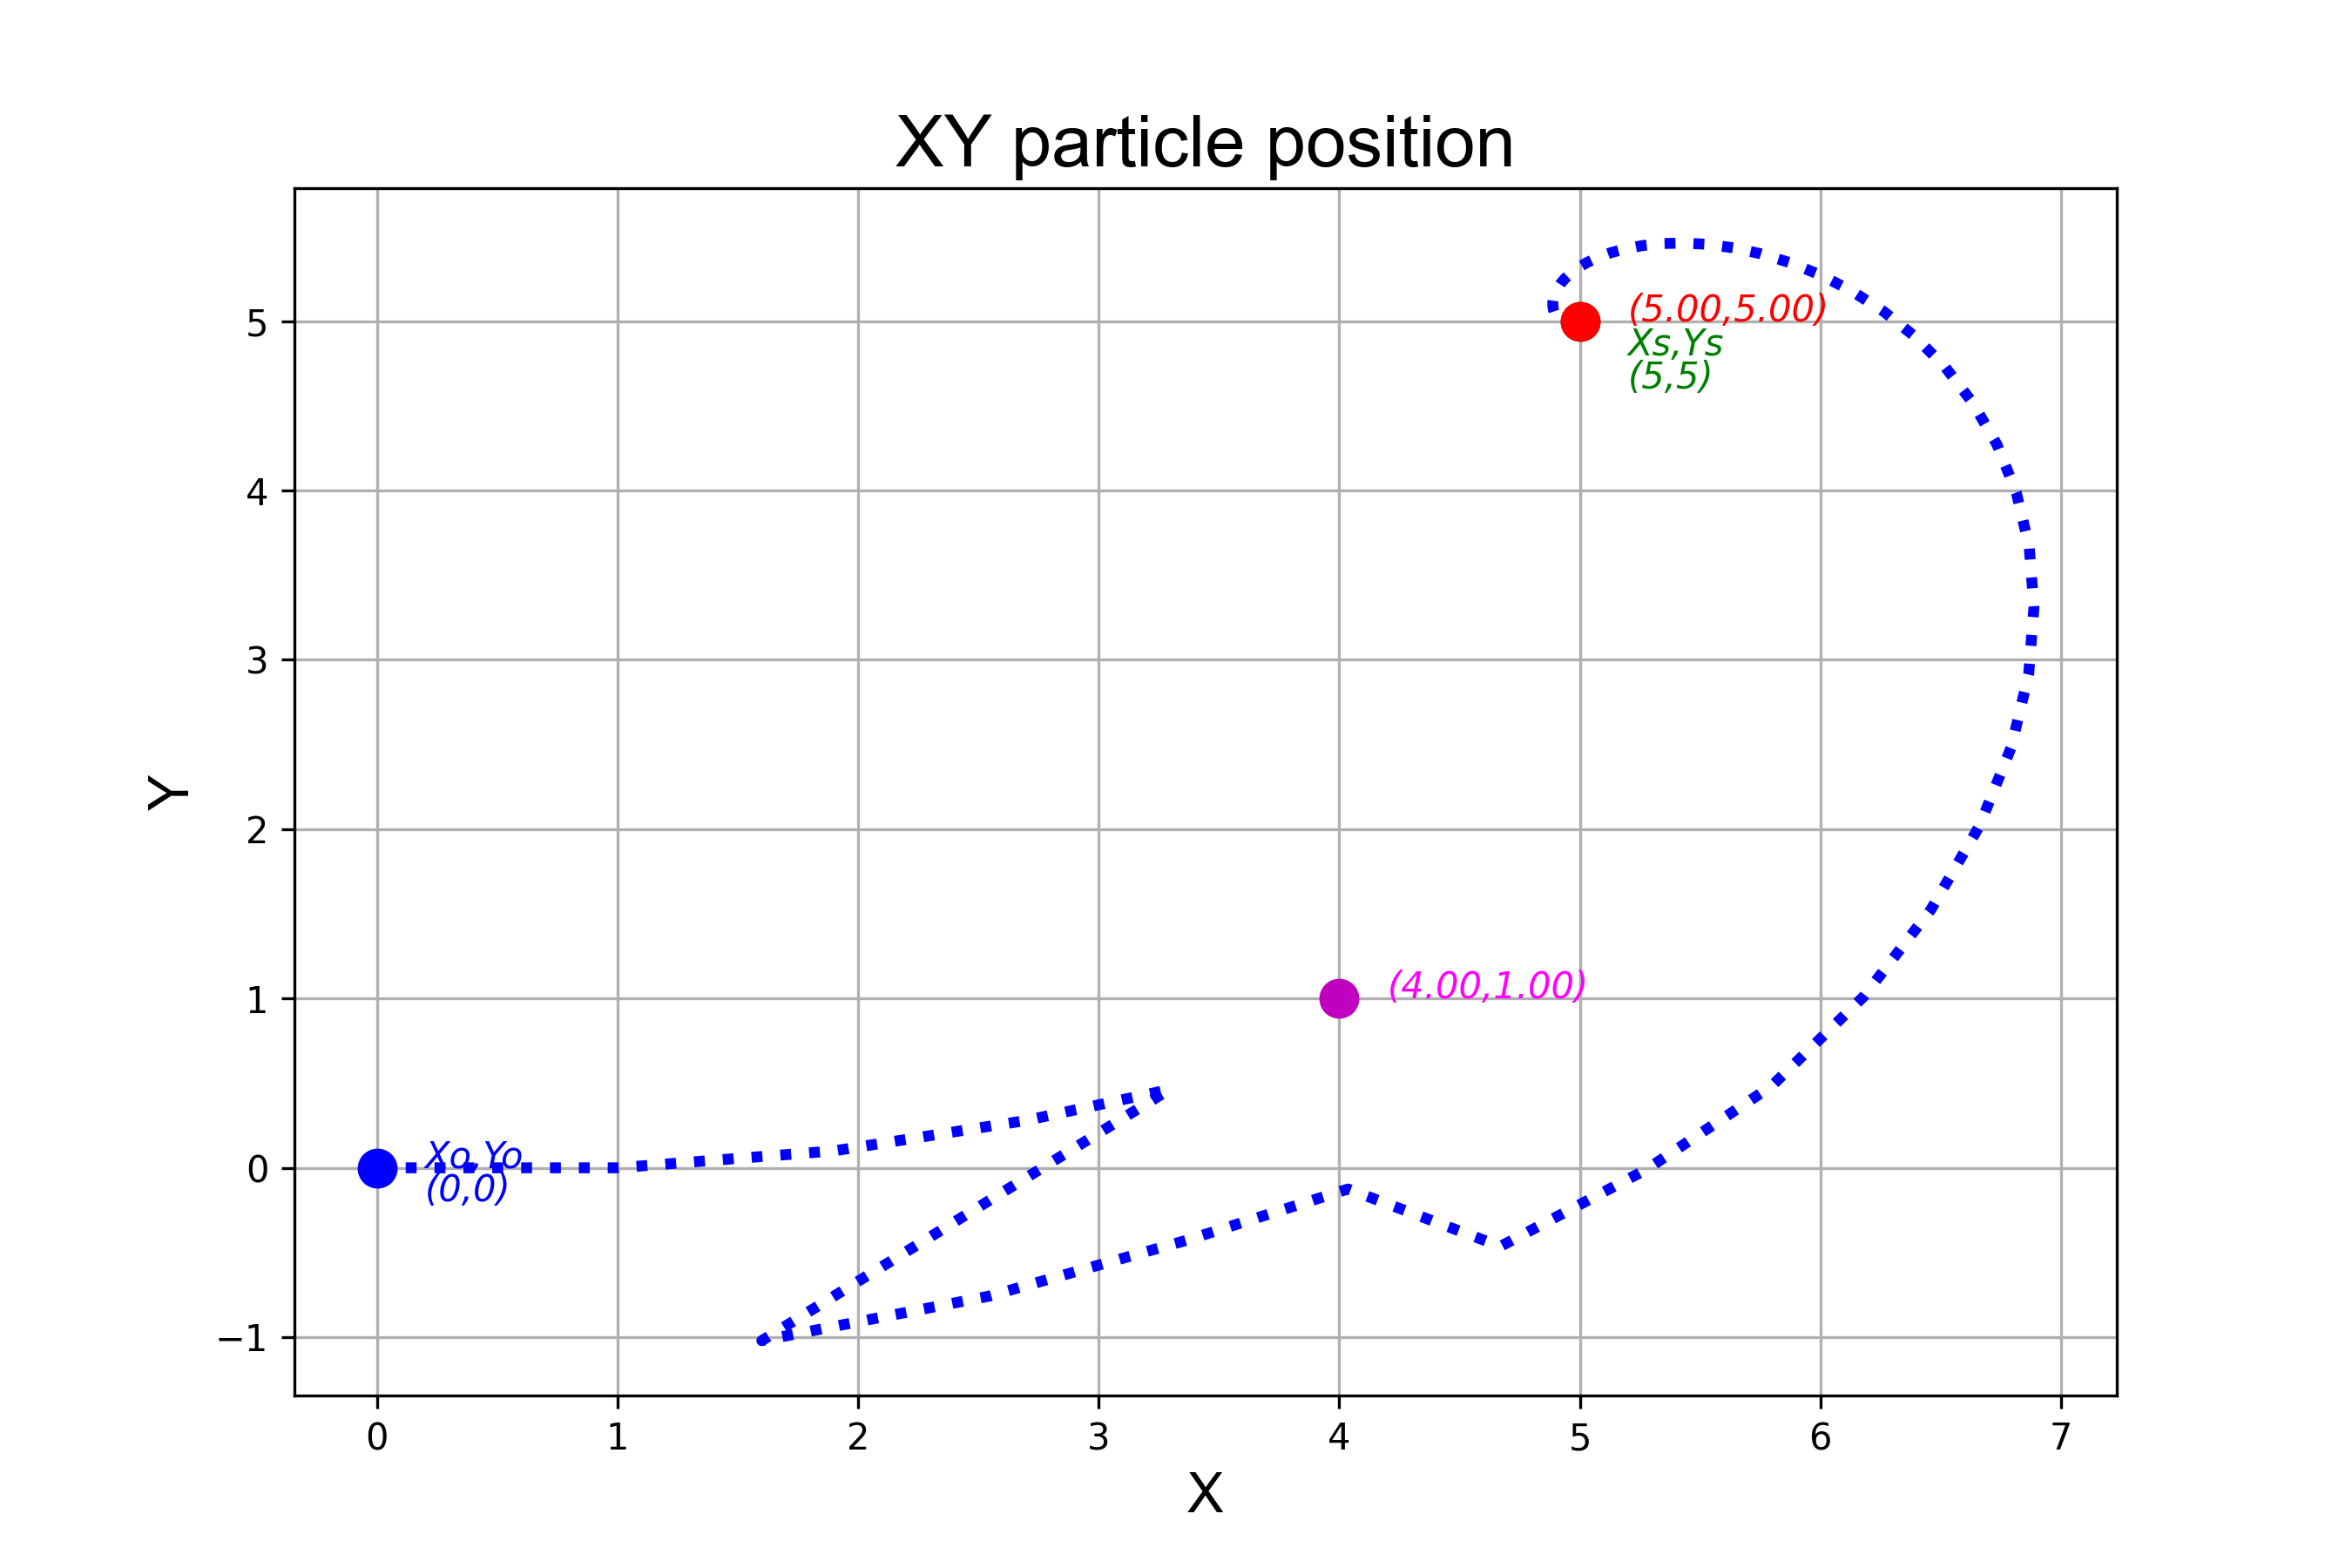 XY particle position
5
4
3
2
1
0
−1
(5.00,5.00)
Xs,Ys
(5,5)
(4.00,1.00)
Xo,Yo
(0,0)
0 1 2 3 4 5 6 7
X
Y